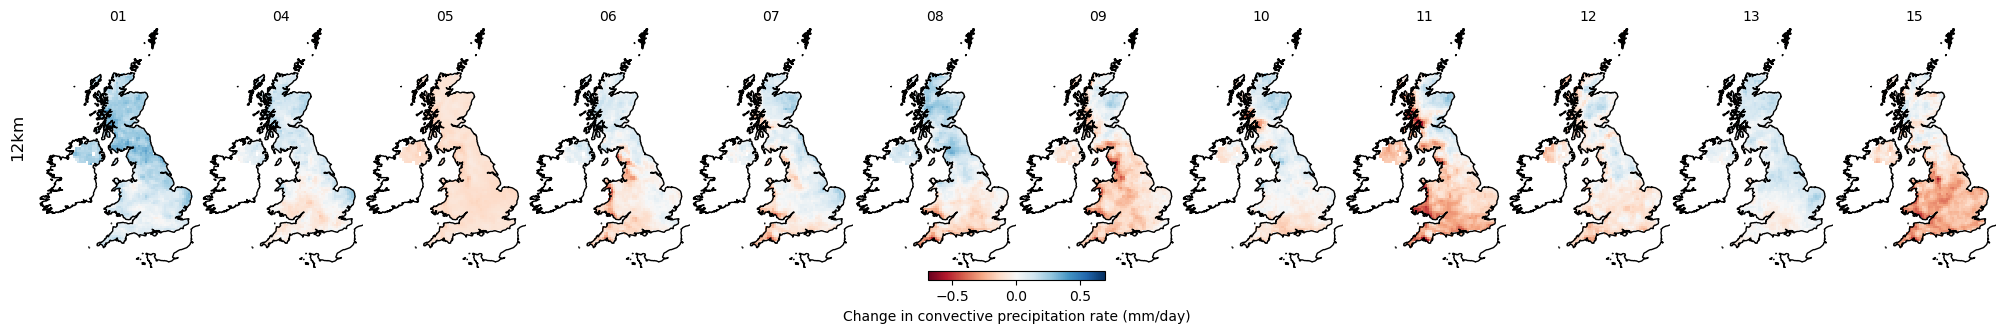 01 04 05 06 07 08 09 10 11 12 13 15
12km
−0.5 0.0 0.5
Change in convective precipitation rate (mm/day)